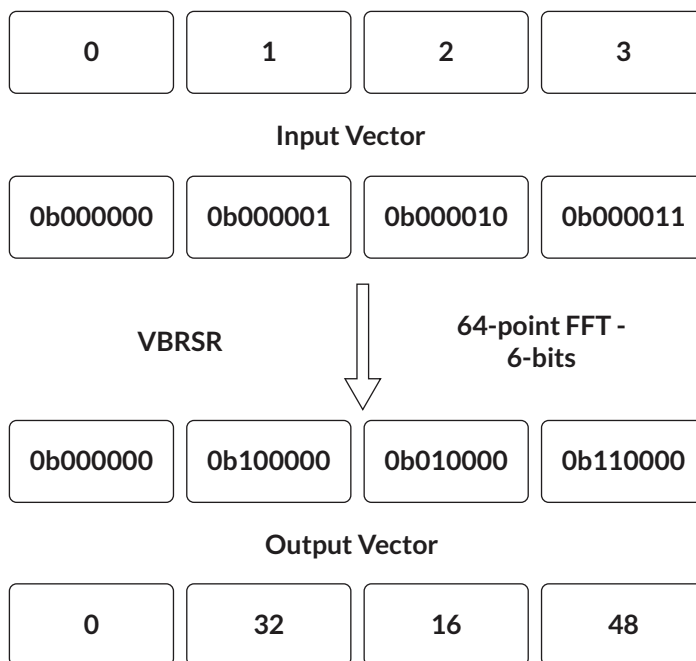 0 1 2 3
Input Vector
0b000000 0b000001 0b000010 0b000011
VBRSR
64-point FFT -
6-bits
0b000000 0b100000 0b010000 0b110000
Output Vector
0 32 16 48